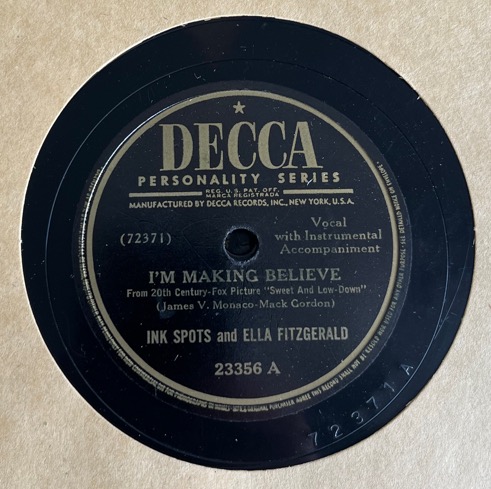 DECCA
PERSONALITY SERIES
REG. U.S. PAT. OFF.
MARCA REGISTRADA
MANUFACTURED BY DECCA RECORDS, INC., NEW YORK, U.S.A.
(72371)
Vocal
with Instrumental
Accompaniment
I'M MAKING BELIEVE
From 20th Century-Fox Picture "Sweet And Low-Down"
(James V. Monaco-Mack Gordon)
INK SPOTS and ELLA FITZGERALD
23356 A
72371A